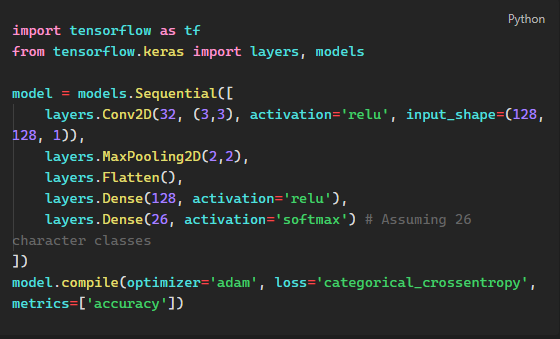 Python
import tensorflow as tf
from tensorflow.keras import layers, models
model = models.Sequential([
    layers.Conv2D(32, (3,3), activation='relu', input_shape=(128,
128, 1)),
    layers.MaxPooling2D(2,2),
    layers.Flatten(),
    layers.Dense(128, activation='relu'),
    layers.Dense(26, activation='softmax') # Assuming 26
character classes
])
model.compile(optimizer='adam', loss='categorical_crossentropy',
metrics=['accuracy'])